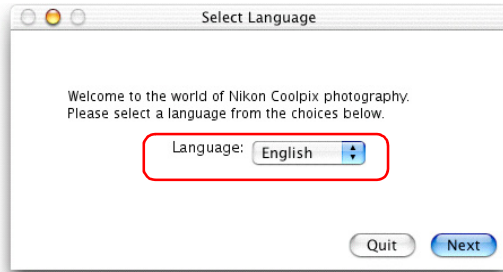 Select Language
Welcome to the world of Nikon Coolpix photography.
Please select a language from the choices below.
Language: English
Quit Next